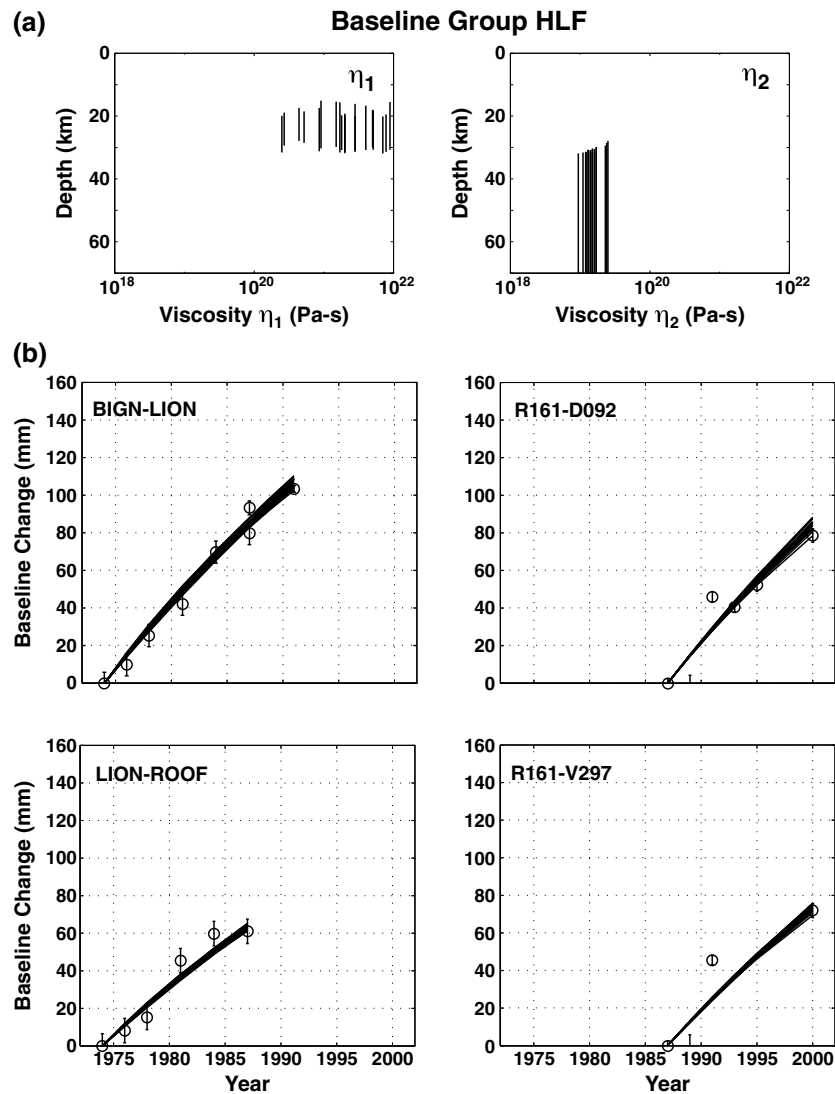 (a)
Baseline Group HLF
0
20
40
60
Depth (km)
η1
10^18
10^20
10^22
Viscosity η1 (Pa-s)
0
20
40
60
Depth (km)
η2
10^18
10^20
10^22
Viscosity η2 (Pa-s)
(b)
160
140
120
100
80
60
40
20
0
Baseline Change (mm)
BIGN-LION
160
140
120
100
80
60
40
20
0
R161-D092
160
140
120
100
80
60
40
20
0
Baseline Change (mm)
LION-ROOF
1975 1980 1985 1990 1995 2000
Year
160
140
120
100
80
60
40
20
0
R161-V297
1975 1980 1985 1990 1995 2000
Year